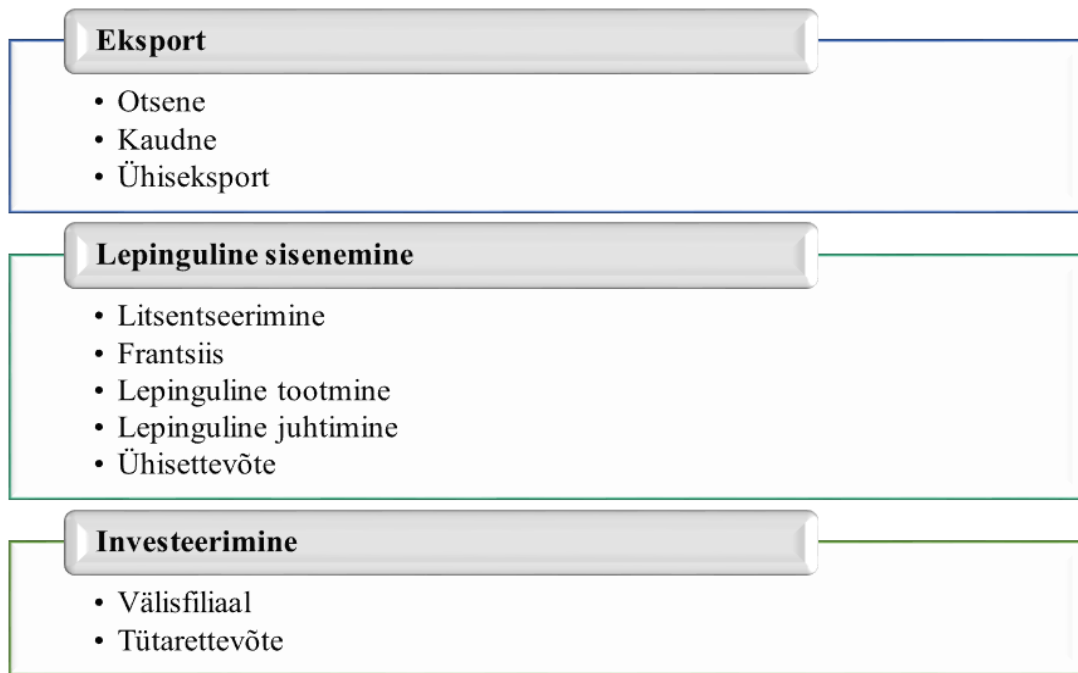 Eksport
• Otsene
• Kaudne
• Ühiseksport
Lepinguline sisenemine
• Litsentseerimine
• Frantsiis
• Lepinguline tootmine
• Lepinguline juhtimine
• Ühisettevõte
Investeerimine
• Välisfiliaal
• Tütarettevõte